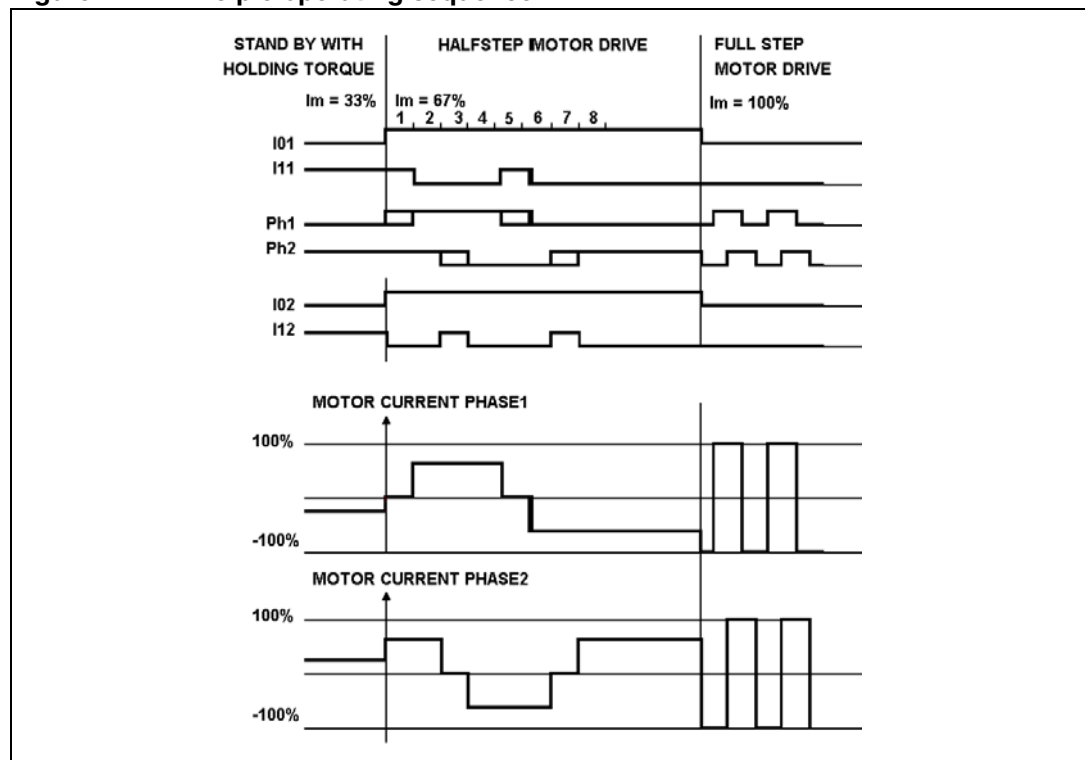 STAND BY WITH
HOLDING TORQUE
HALFSTEP MOTOR DRIVE
FULL STEP
MOTOR DRIVE
Im = 33%
Im = 67%
Im = 100%
1 2 3 4 5 6 7 8
I01
I11
Ph1
Ph2
I02
I12
MOTOR CURRENT PHASE1
100%
-100%
MOTOR CURRENT PHASE2
100%
-100%